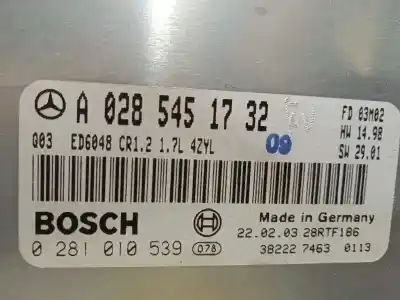 A 028 545 17 32
FD 03M02
HW 14.98
SW 29.01
Q03 ED6048 CR1.2 1.7L 4ZYL
09
BOSCH
Made in Germany
22.02.03 28RTF186
0 281 010 539 078
38222 7463 0113